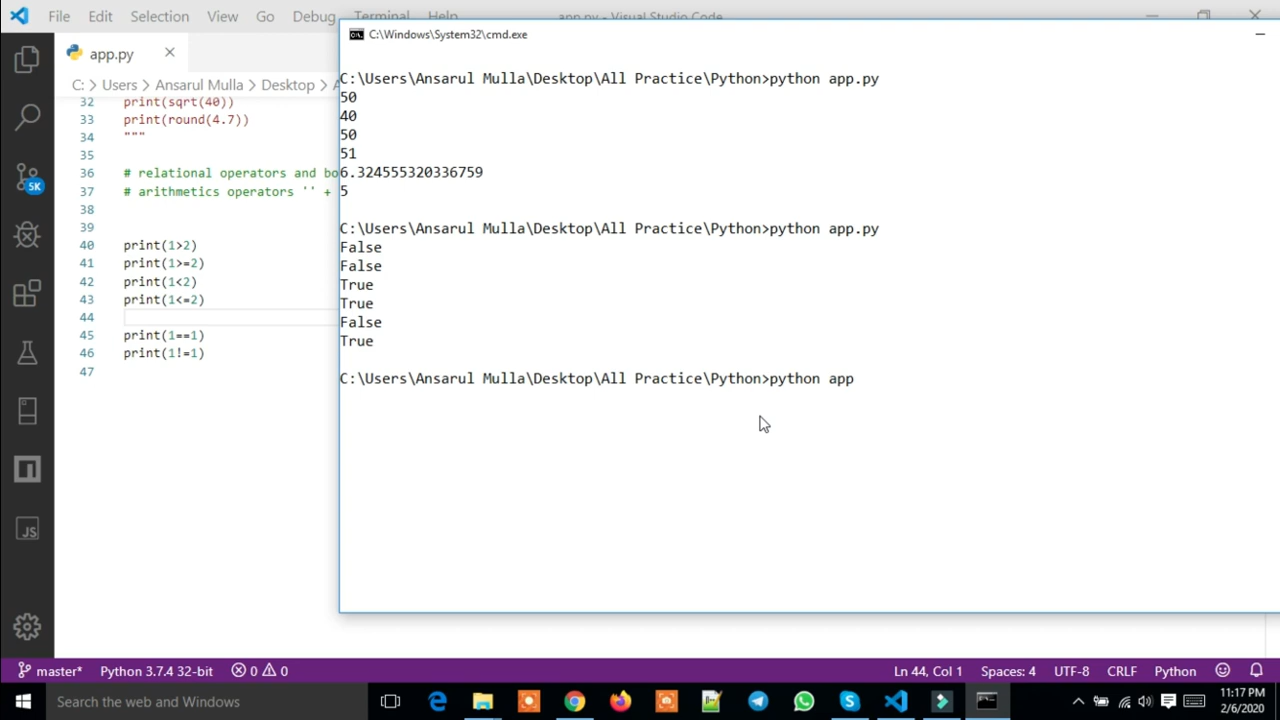 File Edit Selection View Go Debug Terminal Help app.py - Visual Studio Code
C:\Windows\System32\cmd.exe
app.py
C: > Users > Ansarul Mulla > Desktop >
32 print(sqrt(40))
33 print(round(4.7))
34 """
35
36 # relational operators and bo
37 # arithmetics operators '' +
38
39
40 print(1>2)
41 print(1>=2)
42 print(1<2)
43 print(1<=2)
44
45 print(1==1)
46 print(1!=1)
47
C:\Users\Ansarul Mulla\Desktop\All Practice\Python>python app.py
50
40
50
51
6.324555320336759
5
C:\Users\Ansarul Mulla\Desktop\All Practice\Python>python app.py
False
False
True
True
False
True
C:\Users\Ansarul Mulla\Desktop\All Practice\Python>python app
5K
JS
master* Python 3.7.4 32-bit 0 0 Ln 44, Col 1 Spaces: 4 UTF-8 CRLF Python
Search the web and Windows
11:17 PM
2/6/2020